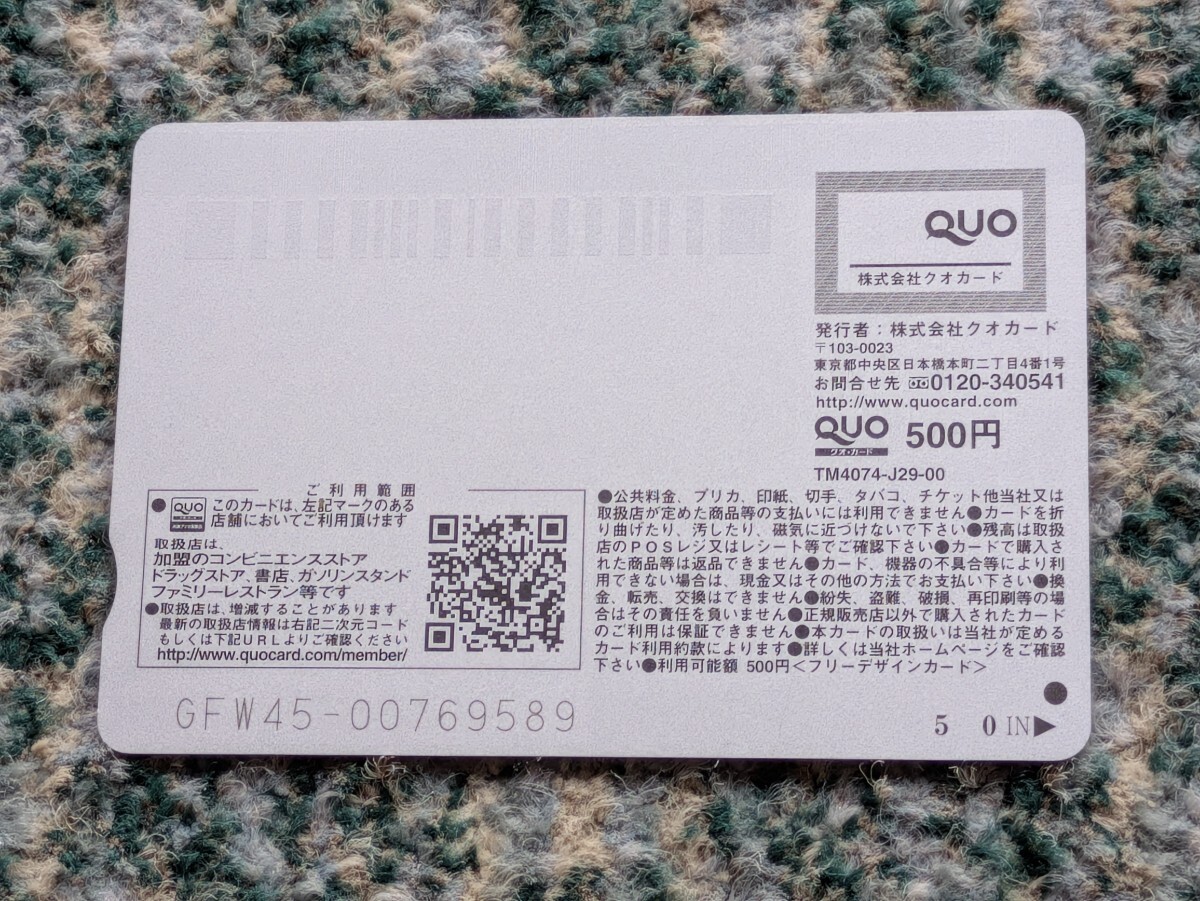 QUO
株式会社クオカード
発行者：株式会社クオカード
〒103-0023
東京都中央区日本橋本町二丁目4番1号
お問合せ先 0120-340541
http://www.quocard.com
QUO 500円
クオ・カード
TM4074-J29-00
ご利用範囲
●QUO このカードは、左記マークのある
店舗においてご利用頂けます
取扱店は、
加盟のコンビニエンスストア
ドラッグストア、書店、ガソリンスタンド
ファミリーレストラン等です
●取扱店は、増減することがあります
最新の取扱店情報は右記二次元コード
もしくは下記URLよりご確認ください
http://www.quocard.com/member/
●公共料金、プリカ、印紙、切手、タバコ、チケット他当社又は
取扱店が定めた商品等の支払いには利用できません●カードを折
り曲げたり、汚したり、磁気に近づけないで下さい●残高は取扱
店のPOSレジ又はレシート等でご確認下さい●カードで購入さ
れた商品等は返品できません●カード、機器の不具合等により利
用できない場合は、現金又はその他の方法でお支払い下さい●換
金、転売、交換はできません●紛失、盗難、破損、再印刷等の場
合はその責任を負いません●正規販売店以外で購入されたカード
のご利用は保証できません●本カードの取扱いは当社が定める
カード利用約款によります●詳しくは当社ホームページをご確認
下さい●利用可能額 500円＜フリーデザインカード＞
GFW45-00769589
5 0 IN▶